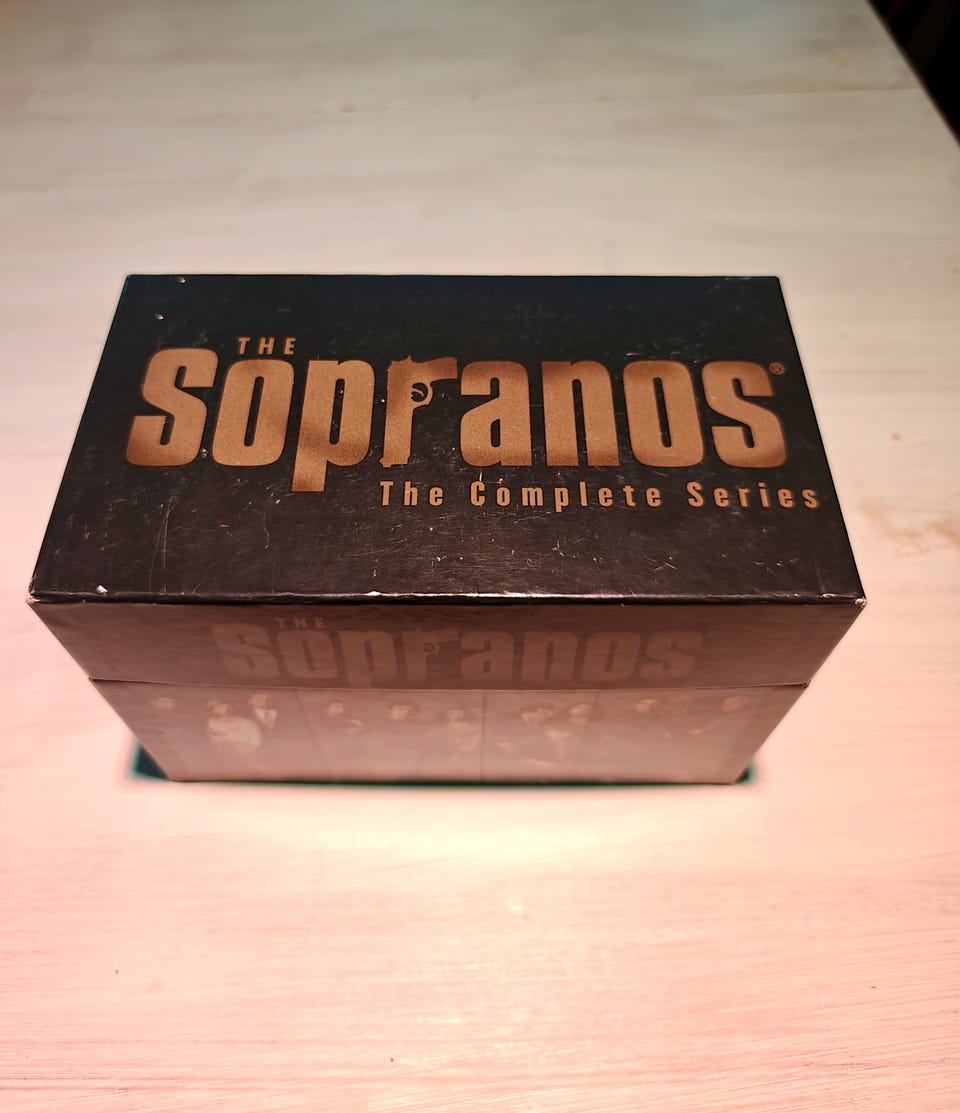 THE
Sopranos®
The Complete Series
THE
Sopranos